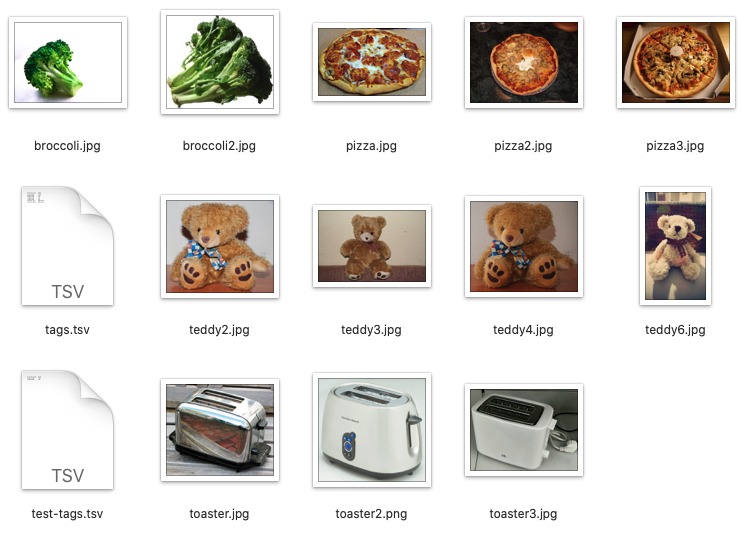 broccoli.jpg
broccoli2.jpg
pizza.jpg
pizza2.jpg
pizza3.jpg
TSV
tags.tsv
teddy2.jpg
teddy3.jpg
teddy4.jpg
teddy6.jpg
TSV
test-tags.tsv
toaster.jpg
toaster2.png
toaster3.jpg